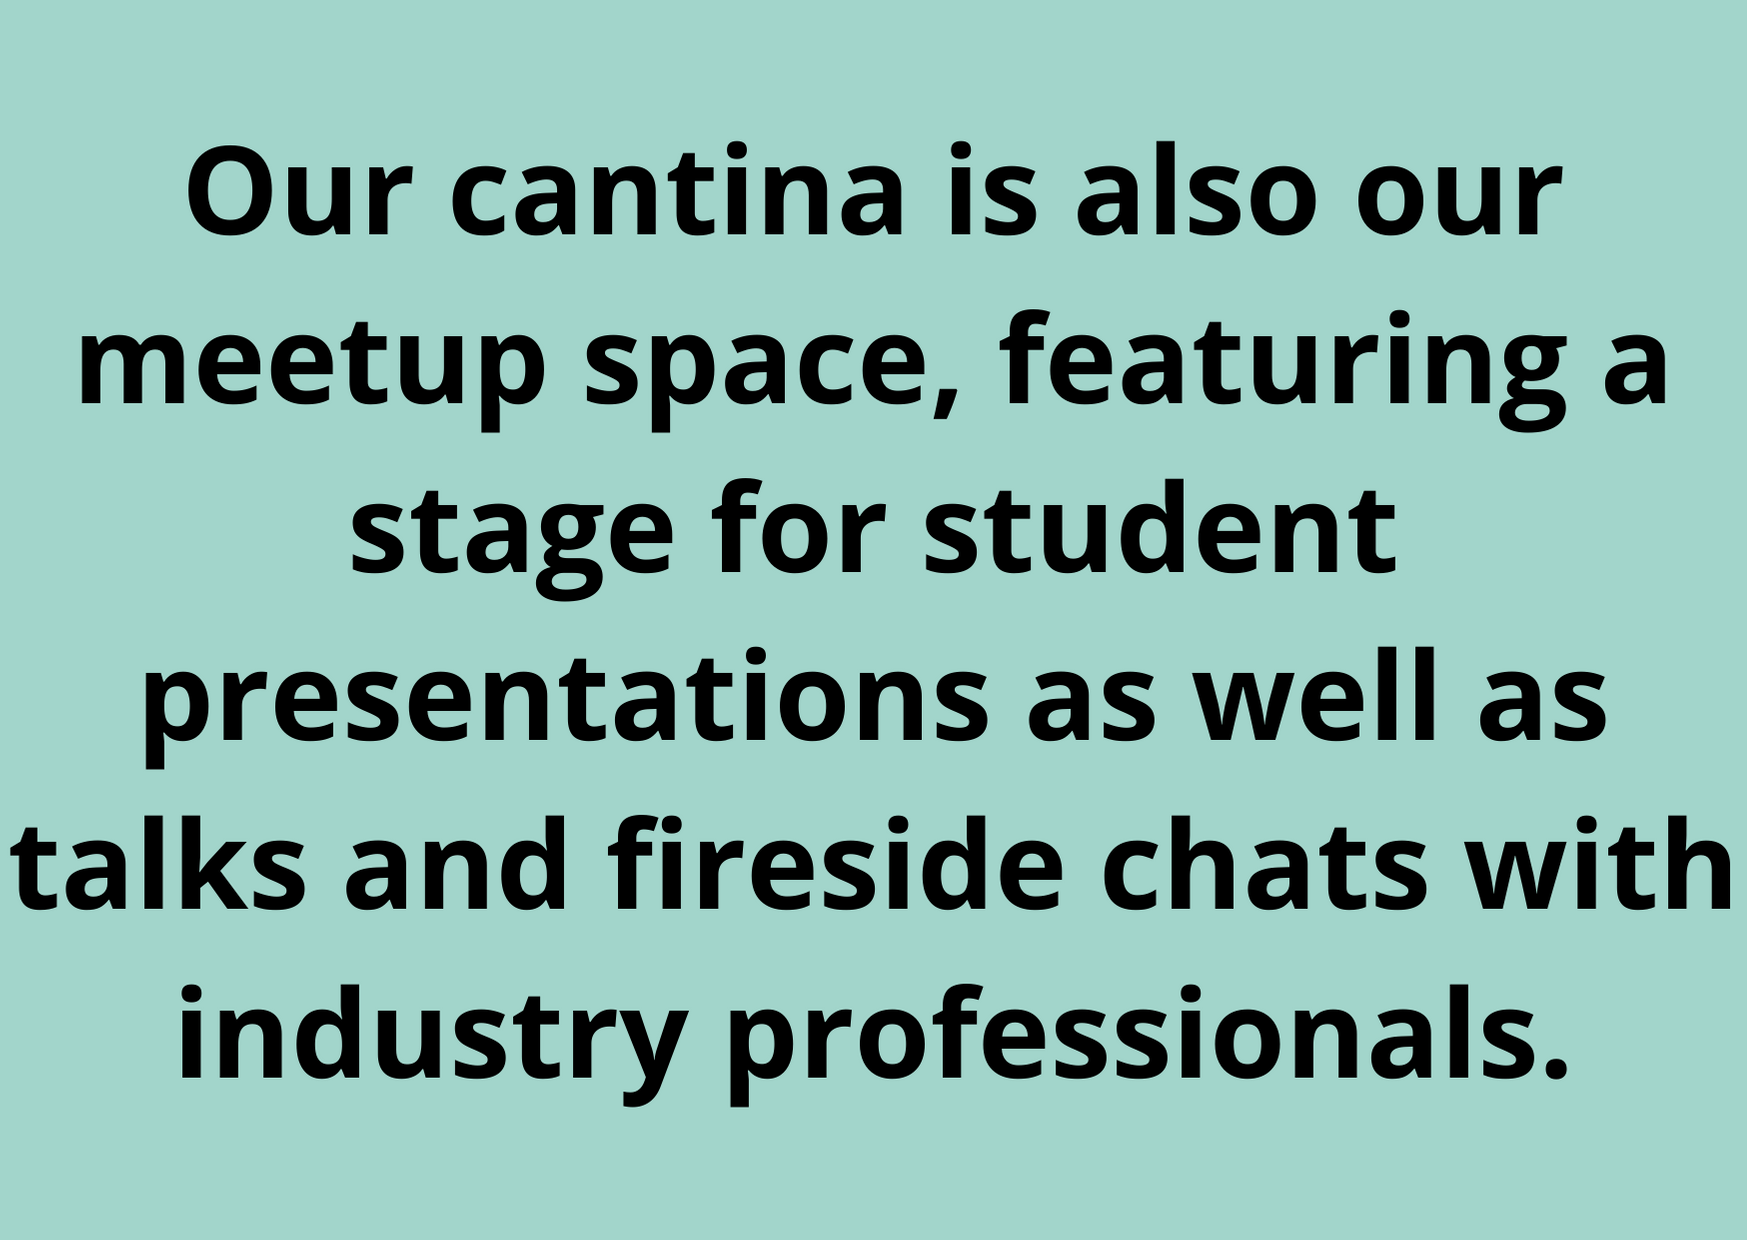 Our cantina is also our
meetup space, featuring a
stage for student
presentations as well as
talks and fireside chats with
industry professionals.